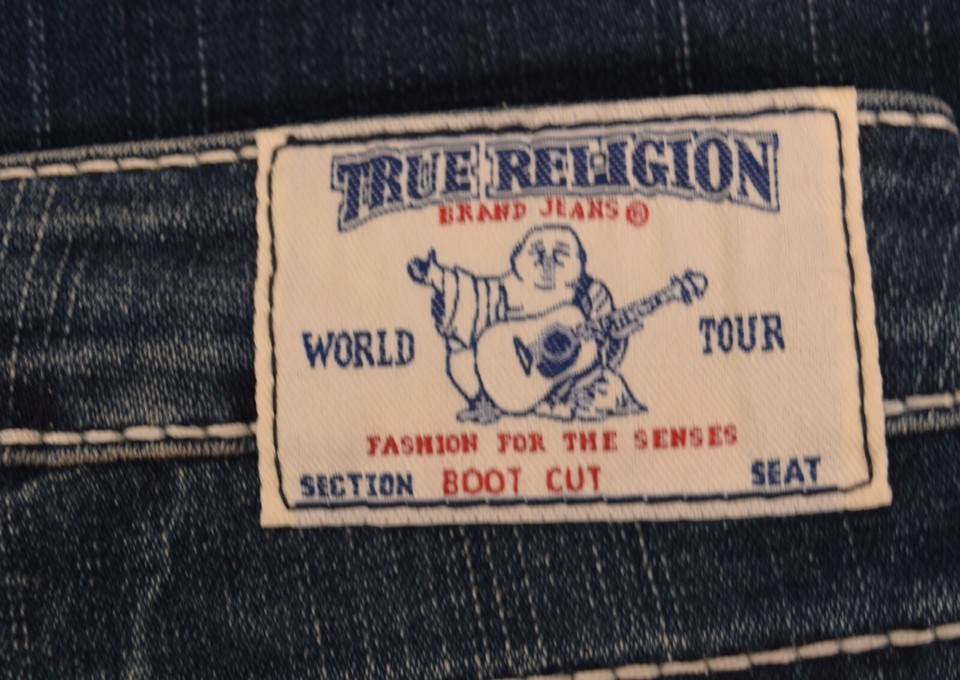 TRUE RELIGION
BRAND JEANS®
WORLD TOUR
FASHION FOR THE SENSES
SECTION BOOT CUT SEAT